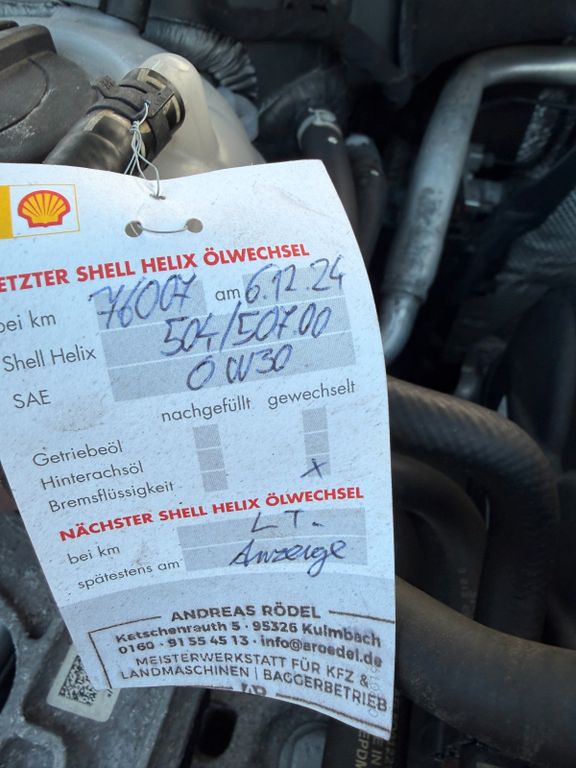 ETZTER SHELL HELIX ÖLWECHSEL
bei km 76007 am 6.12.24
Shell Helix 504/507 00
SAE 0W30
nachgefüllt gewechselt
Getriebeöl
Hinterachsöl
Bremsflüssigkeit x
NÄCHSTER SHELL HELIX ÖLWECHSEL
bei km LT.
spätestens am Anzeige
ANDREAS RÖDEL
Ketschenrauth 5 · 95326 Kulmbach
0160 - 91 55 45 13 · info@aroedel.de
MEISTERWERKSTATT FÜR KFZ &
LANDMASCHINEN | BAGGERBETRIEB